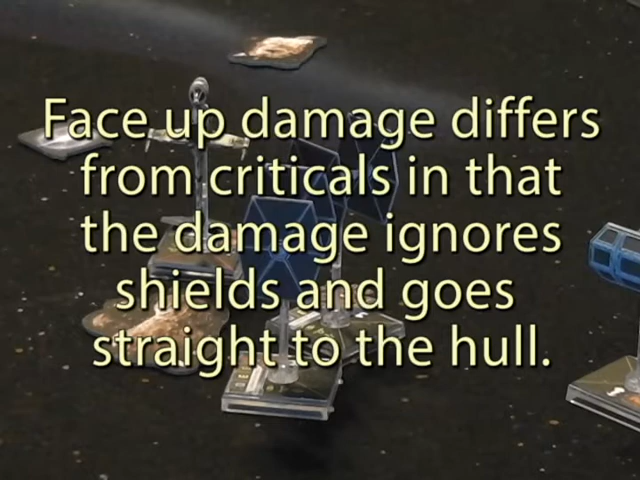 Face up damage differs
from criticals in that
the damage ignores
shields and goes
straight to the hull.